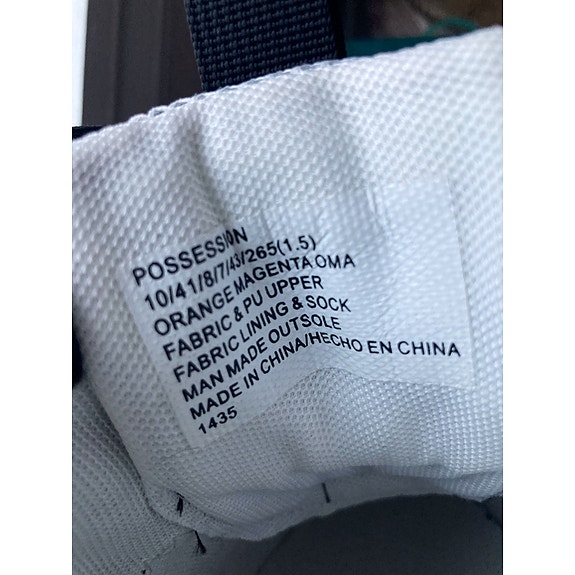 POSSESSION
10/41/8/7/43/265(1.5)
ORANGE MAGENTA OMA
FABRIC & PU UPPER
FABRIC LINING & SOCK
MAN MADE OUTSOLE
MADE IN CHINA/HECHO EN CHINA
1435